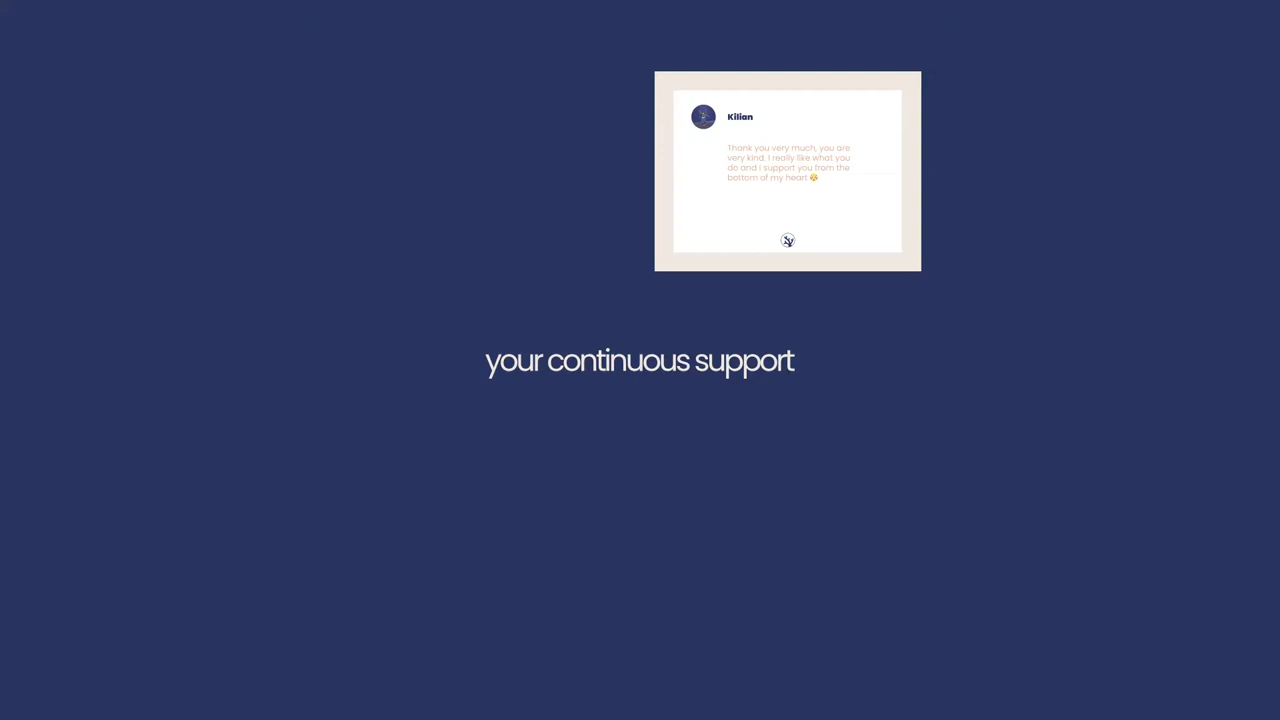 Kilian
Thank you very much, you are
very kind. I really like what you
do and i support you from the
bottom of my heart
your continuous support